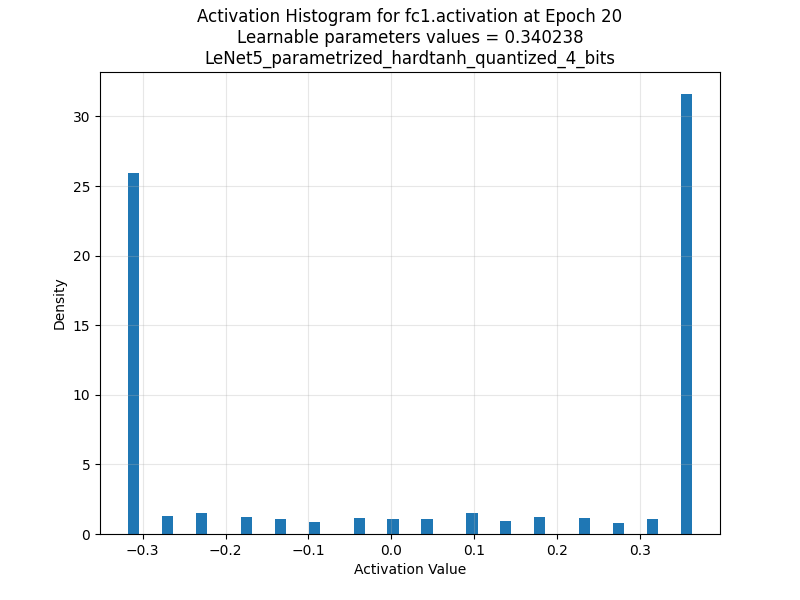 Activation Histogram for fc1.activation at Epoch 20
Learnable parameters values = 0.340238
LeNet5_parametrized_hardtanh_quantized_4_bits
30
25
20
15
10
5
0
Density
−0.3 −0.2 −0.1 0.0 0.1 0.2 0.3
Activation Value